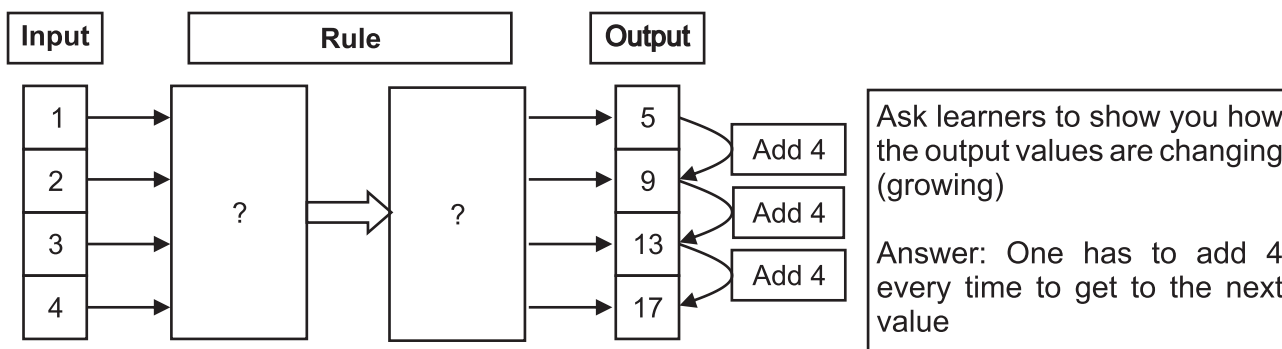 Input Rule Output
1 5
Add 4
2 9
? ? Add 4
3 13
Add 4
4 17
Ask learners to show you how
the output values are changing
(growing)
Answer: One has to add 4
every time to get to the next
value